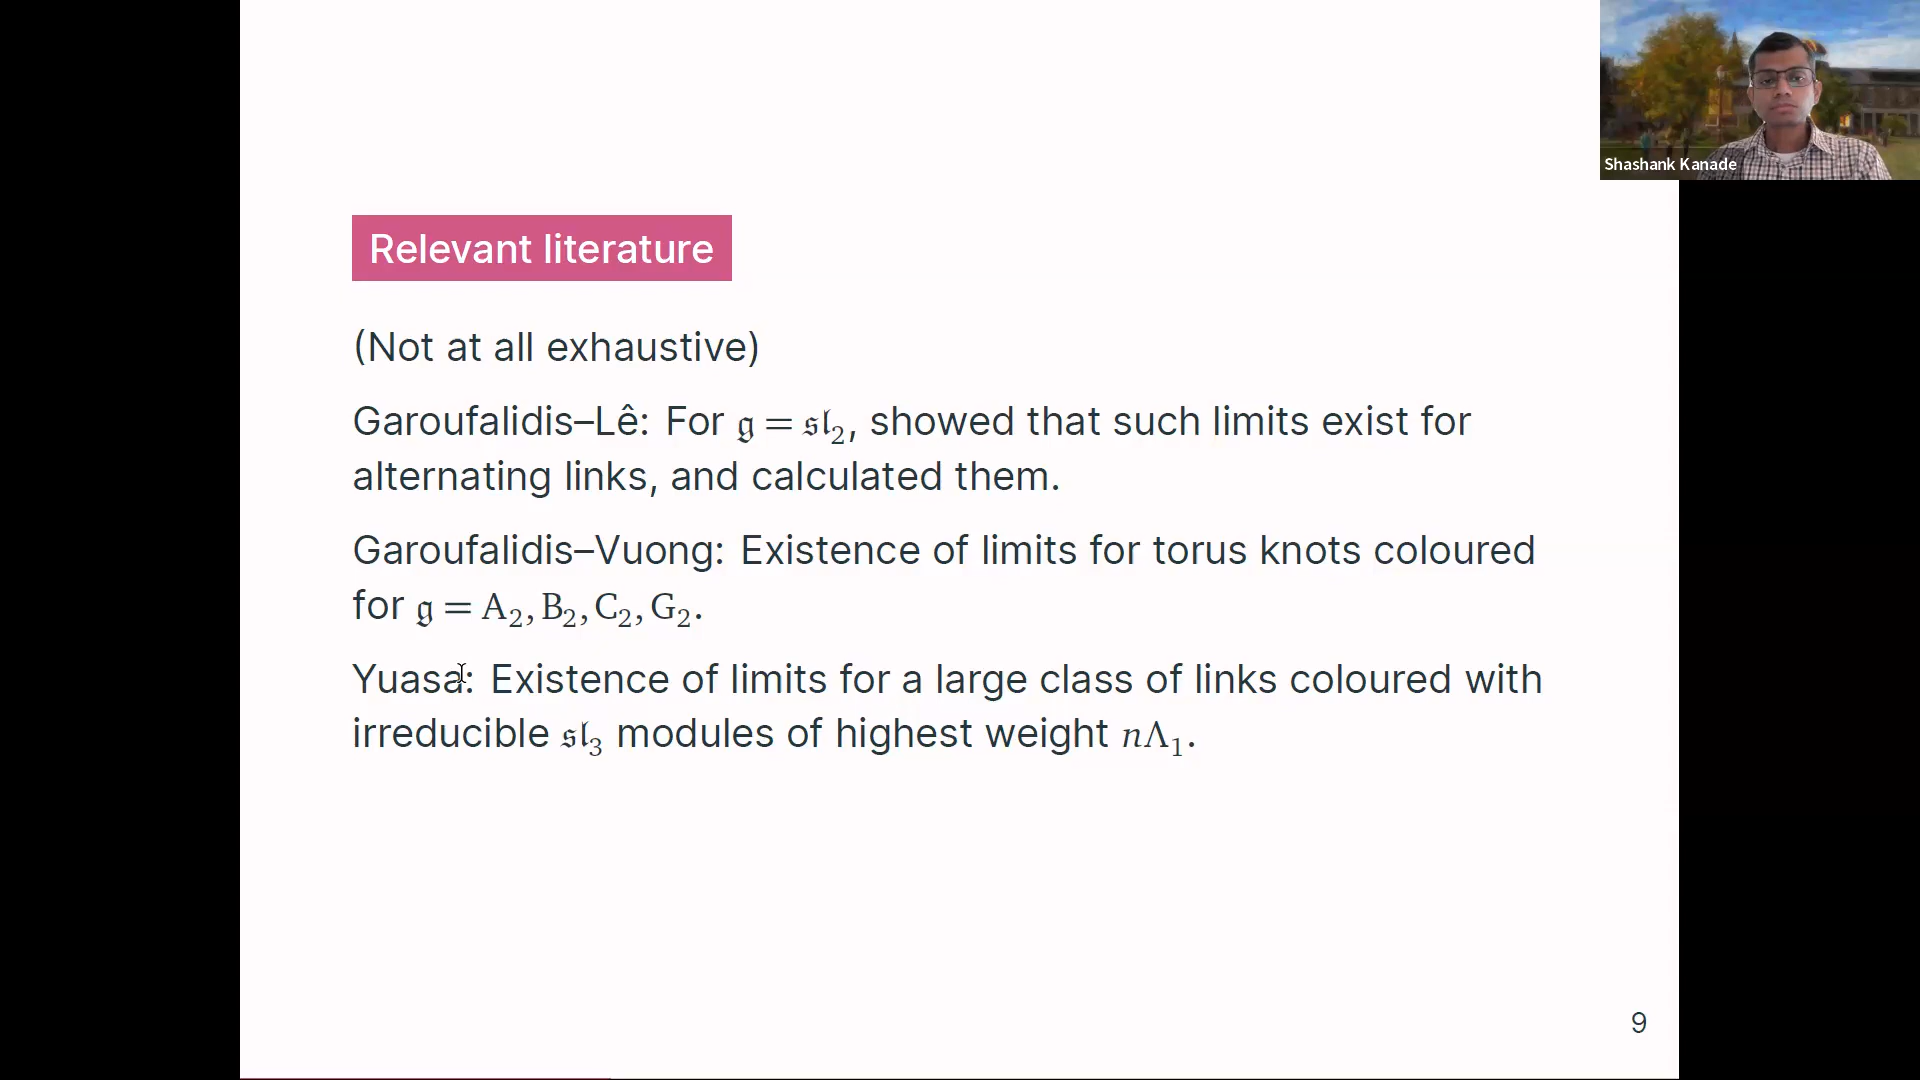 Shashank Kanade
Relevant literature
(Not at all exhaustive)
Garoufalidis–Lê: For 𝔤 = 𝔰𝔩₂, showed that such limits exist for
alternating links, and calculated them.
Garoufalidis–Vuong: Existence of limits for torus knots coloured
for 𝔤 = A₂, B₂, C₂, G₂.
Yuasa: Existence of limits for a large class of links coloured with
irreducible 𝔰𝔩₃ modules of highest weight nΛ₁.
9